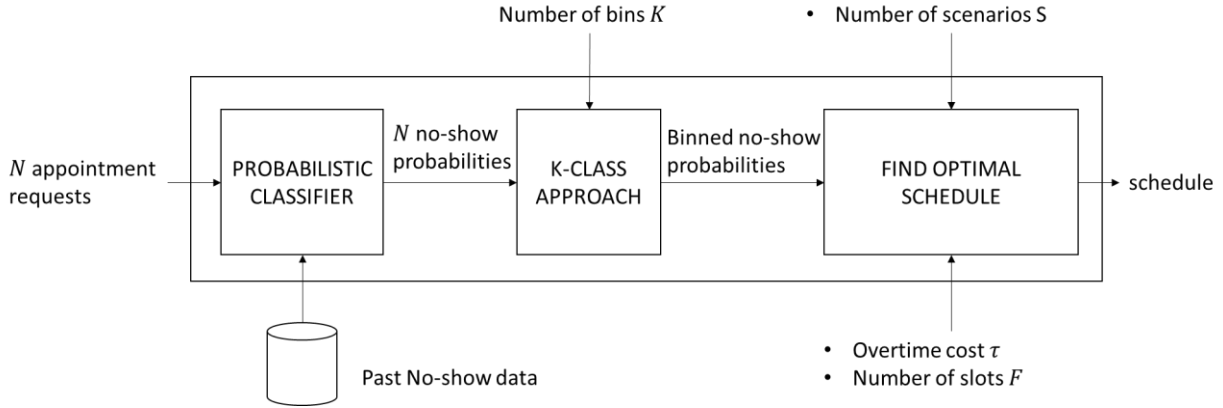 Number of bins K
• Number of scenarios S
N appointment
requests
PROBABILISTIC
CLASSIFIER
N no-show
probabilities
K-CLASS
APPROACH
Binned no-show
probabilities
FIND OPTIMAL
SCHEDULE
schedule
Past No-show data
• Overtime cost τ
• Number of slots F